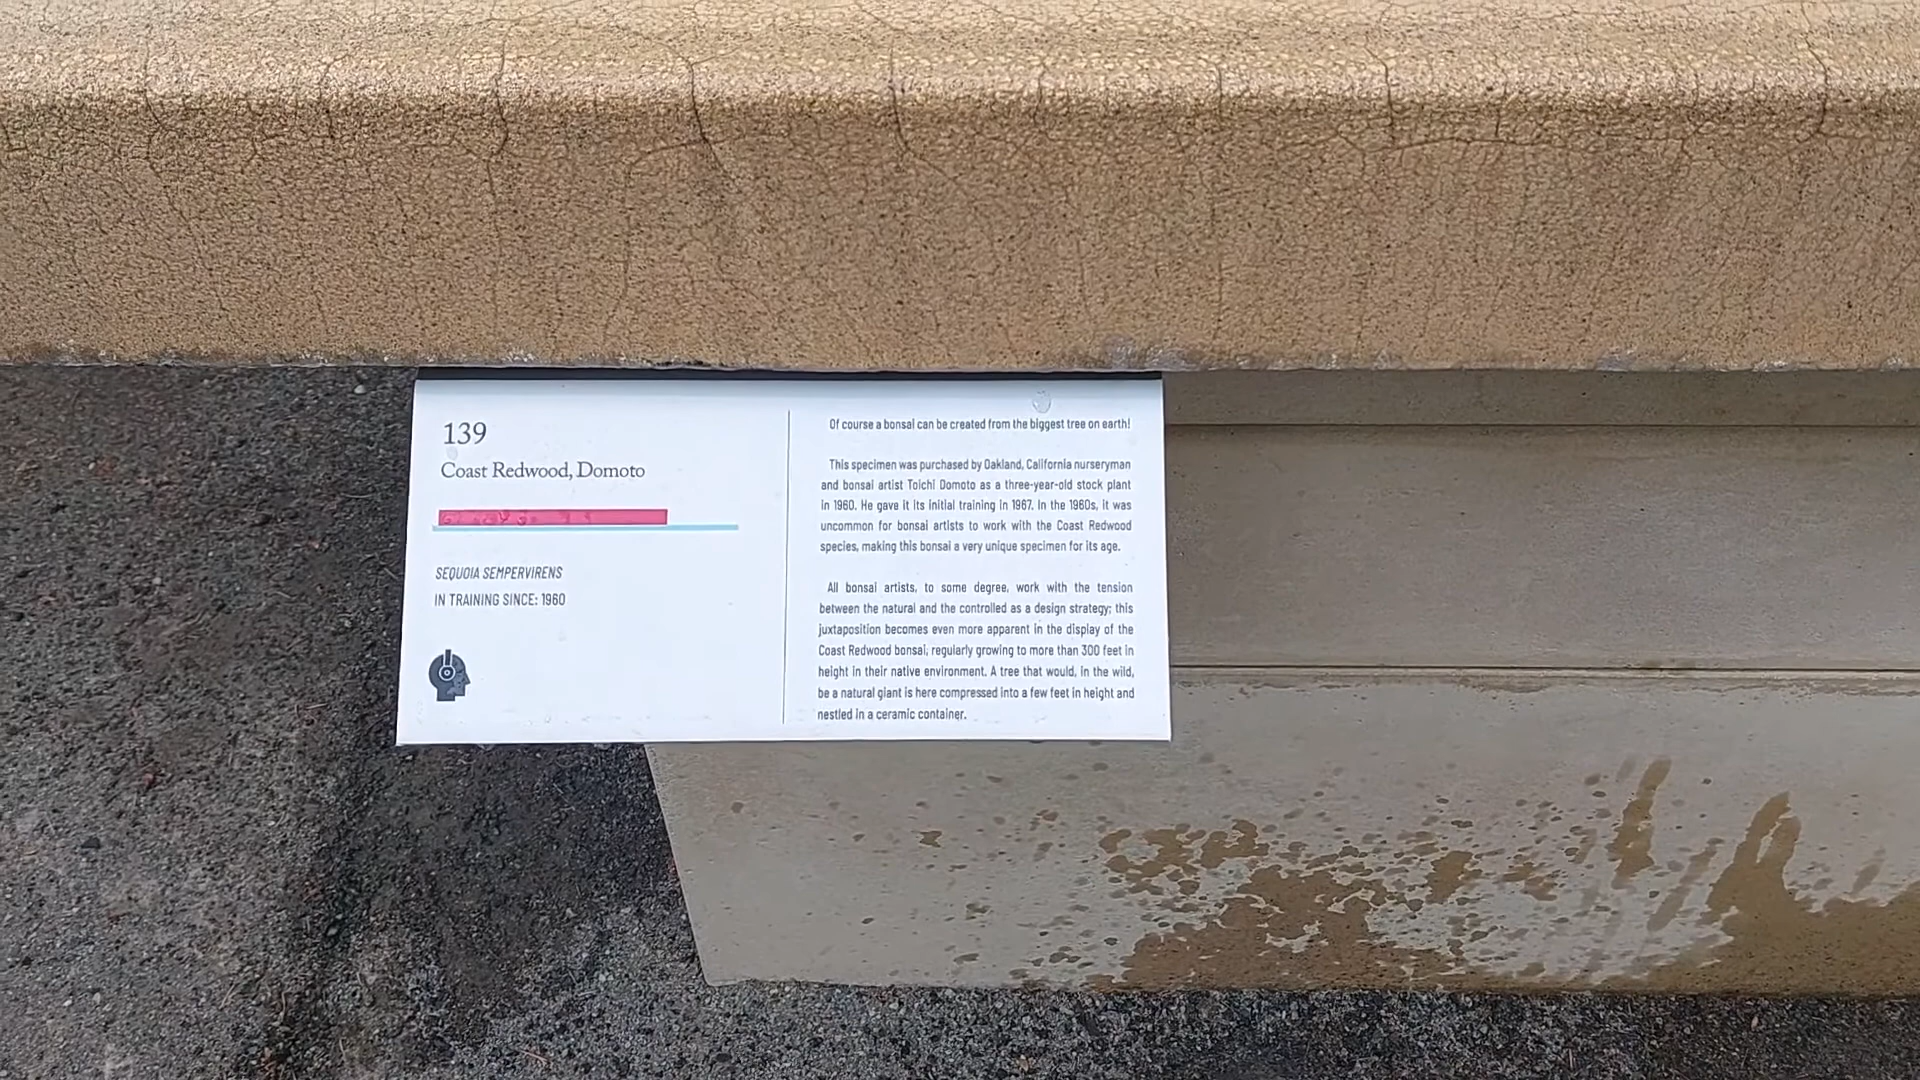 139
Coast Redwood, Domoto
SEQUOIA SEMPERVIRENS
IN TRAINING SINCE: 1960
Of course a bonsai can be created from the biggest tree on earth!
This specimen was purchased by Oakland, California nurseryman
and bonsai artist Toichi Domoto as a three-year-old stock plant
in 1960. He gave it its initial training in 1967. In the 1960s, it was
uncommon for bonsai artists to work with the Coast Redwood
species, making this bonsai a very unique specimen for its age.
All bonsai artists, to some degree, work with the tension
between the natural and the controlled as a design strategy; this
juxtaposition becomes even more apparent in the display of the
Coast Redwood bonsai, regularly growing to more than 300 feet in
height in their native environment. A tree that would, in the wild,
be a natural giant is here compressed into a few feet in height and
nestled in a ceramic container.